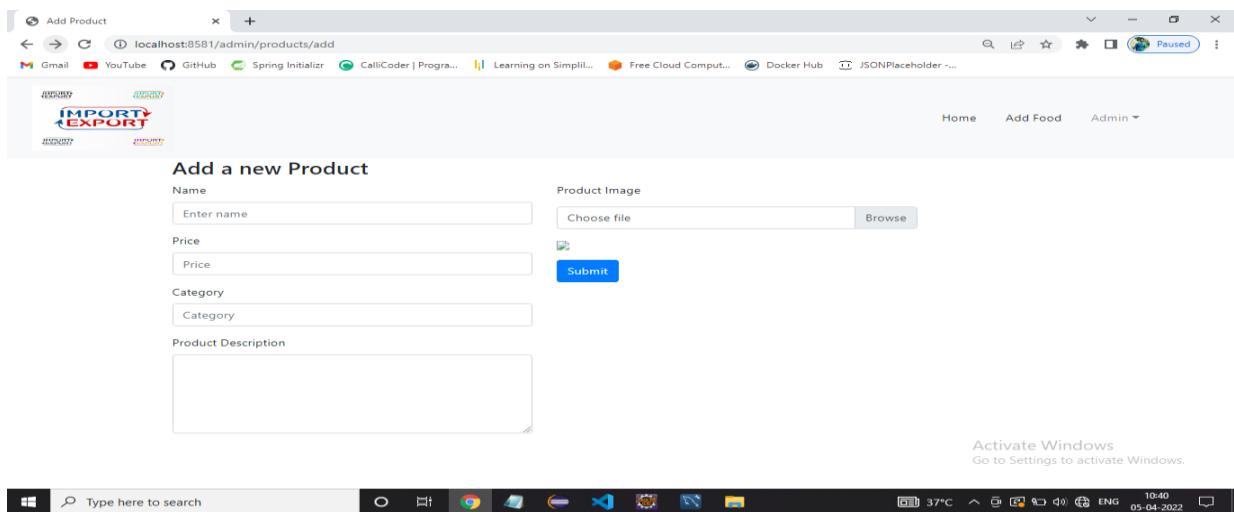 Add Product
localhost:8581/admin/products/add
Paused
Gmail YouTube GitHub Spring Initializr CalliCoder | Progra... Learning on Simplil... Free Cloud Comput... Docker Hub JSONPlaceholder -...
IMPORT
EXPORT
Home Add Food Admin
Add a new Product
Name
Enter name
Price
Price
Category
Category
Product Description
Product Image
Choose file Browse
Submit
Activate Windows
Go to Settings to activate Windows.
Type here to search
37°C ENG 10:40
05-04-2022